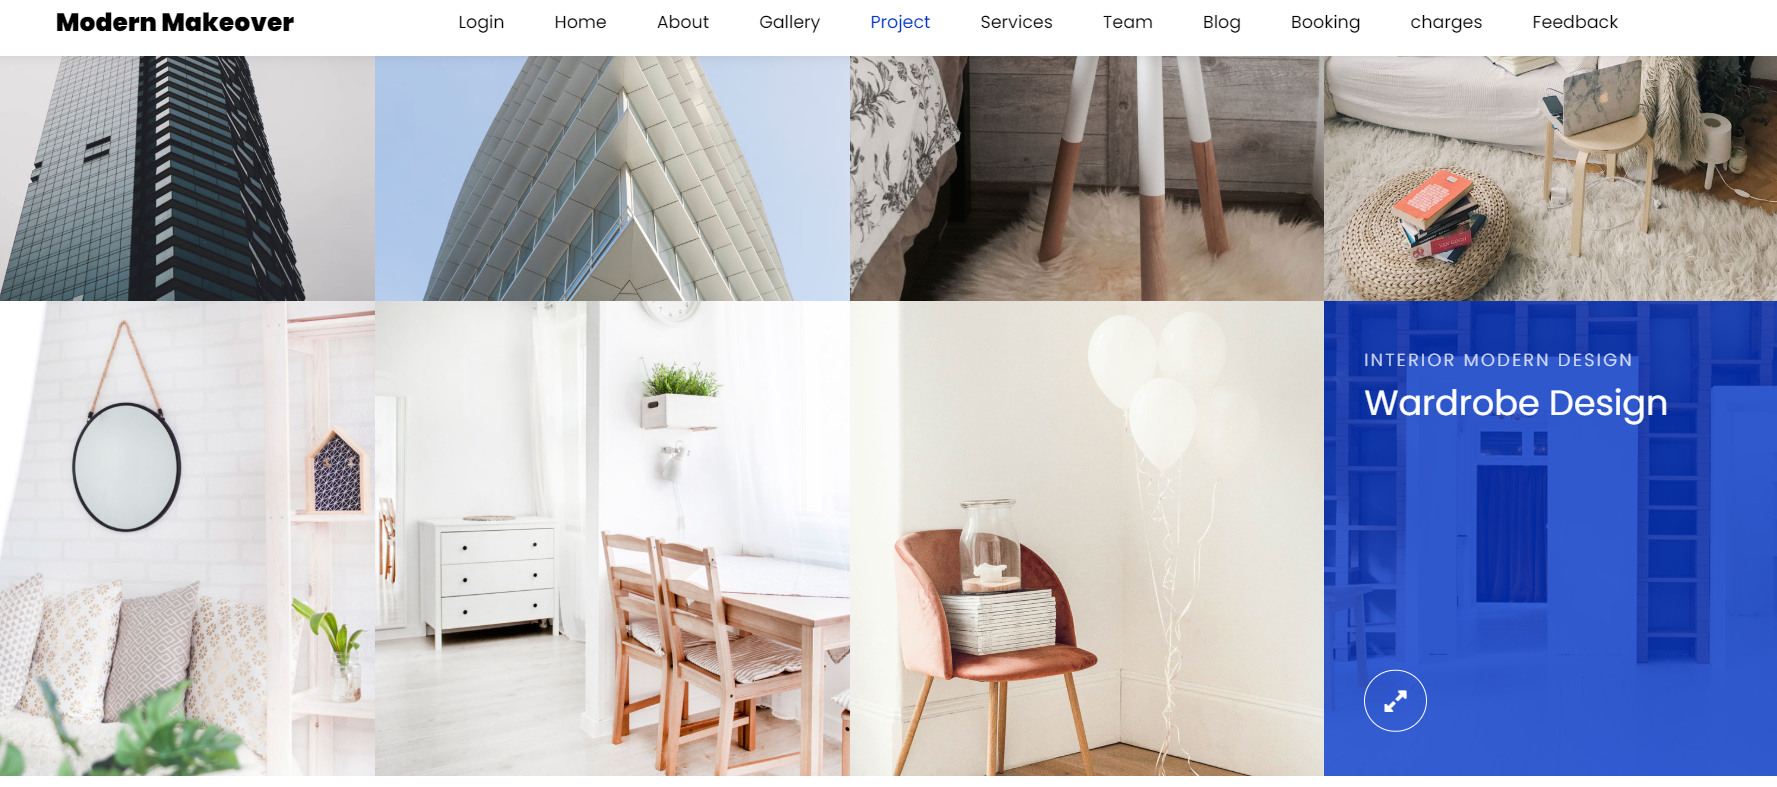 Modern Makeover
Login Home About Gallery Project Services Team Blog Booking charges Feedback
INTERIOR MODERN DESIGN
Wardrobe Design